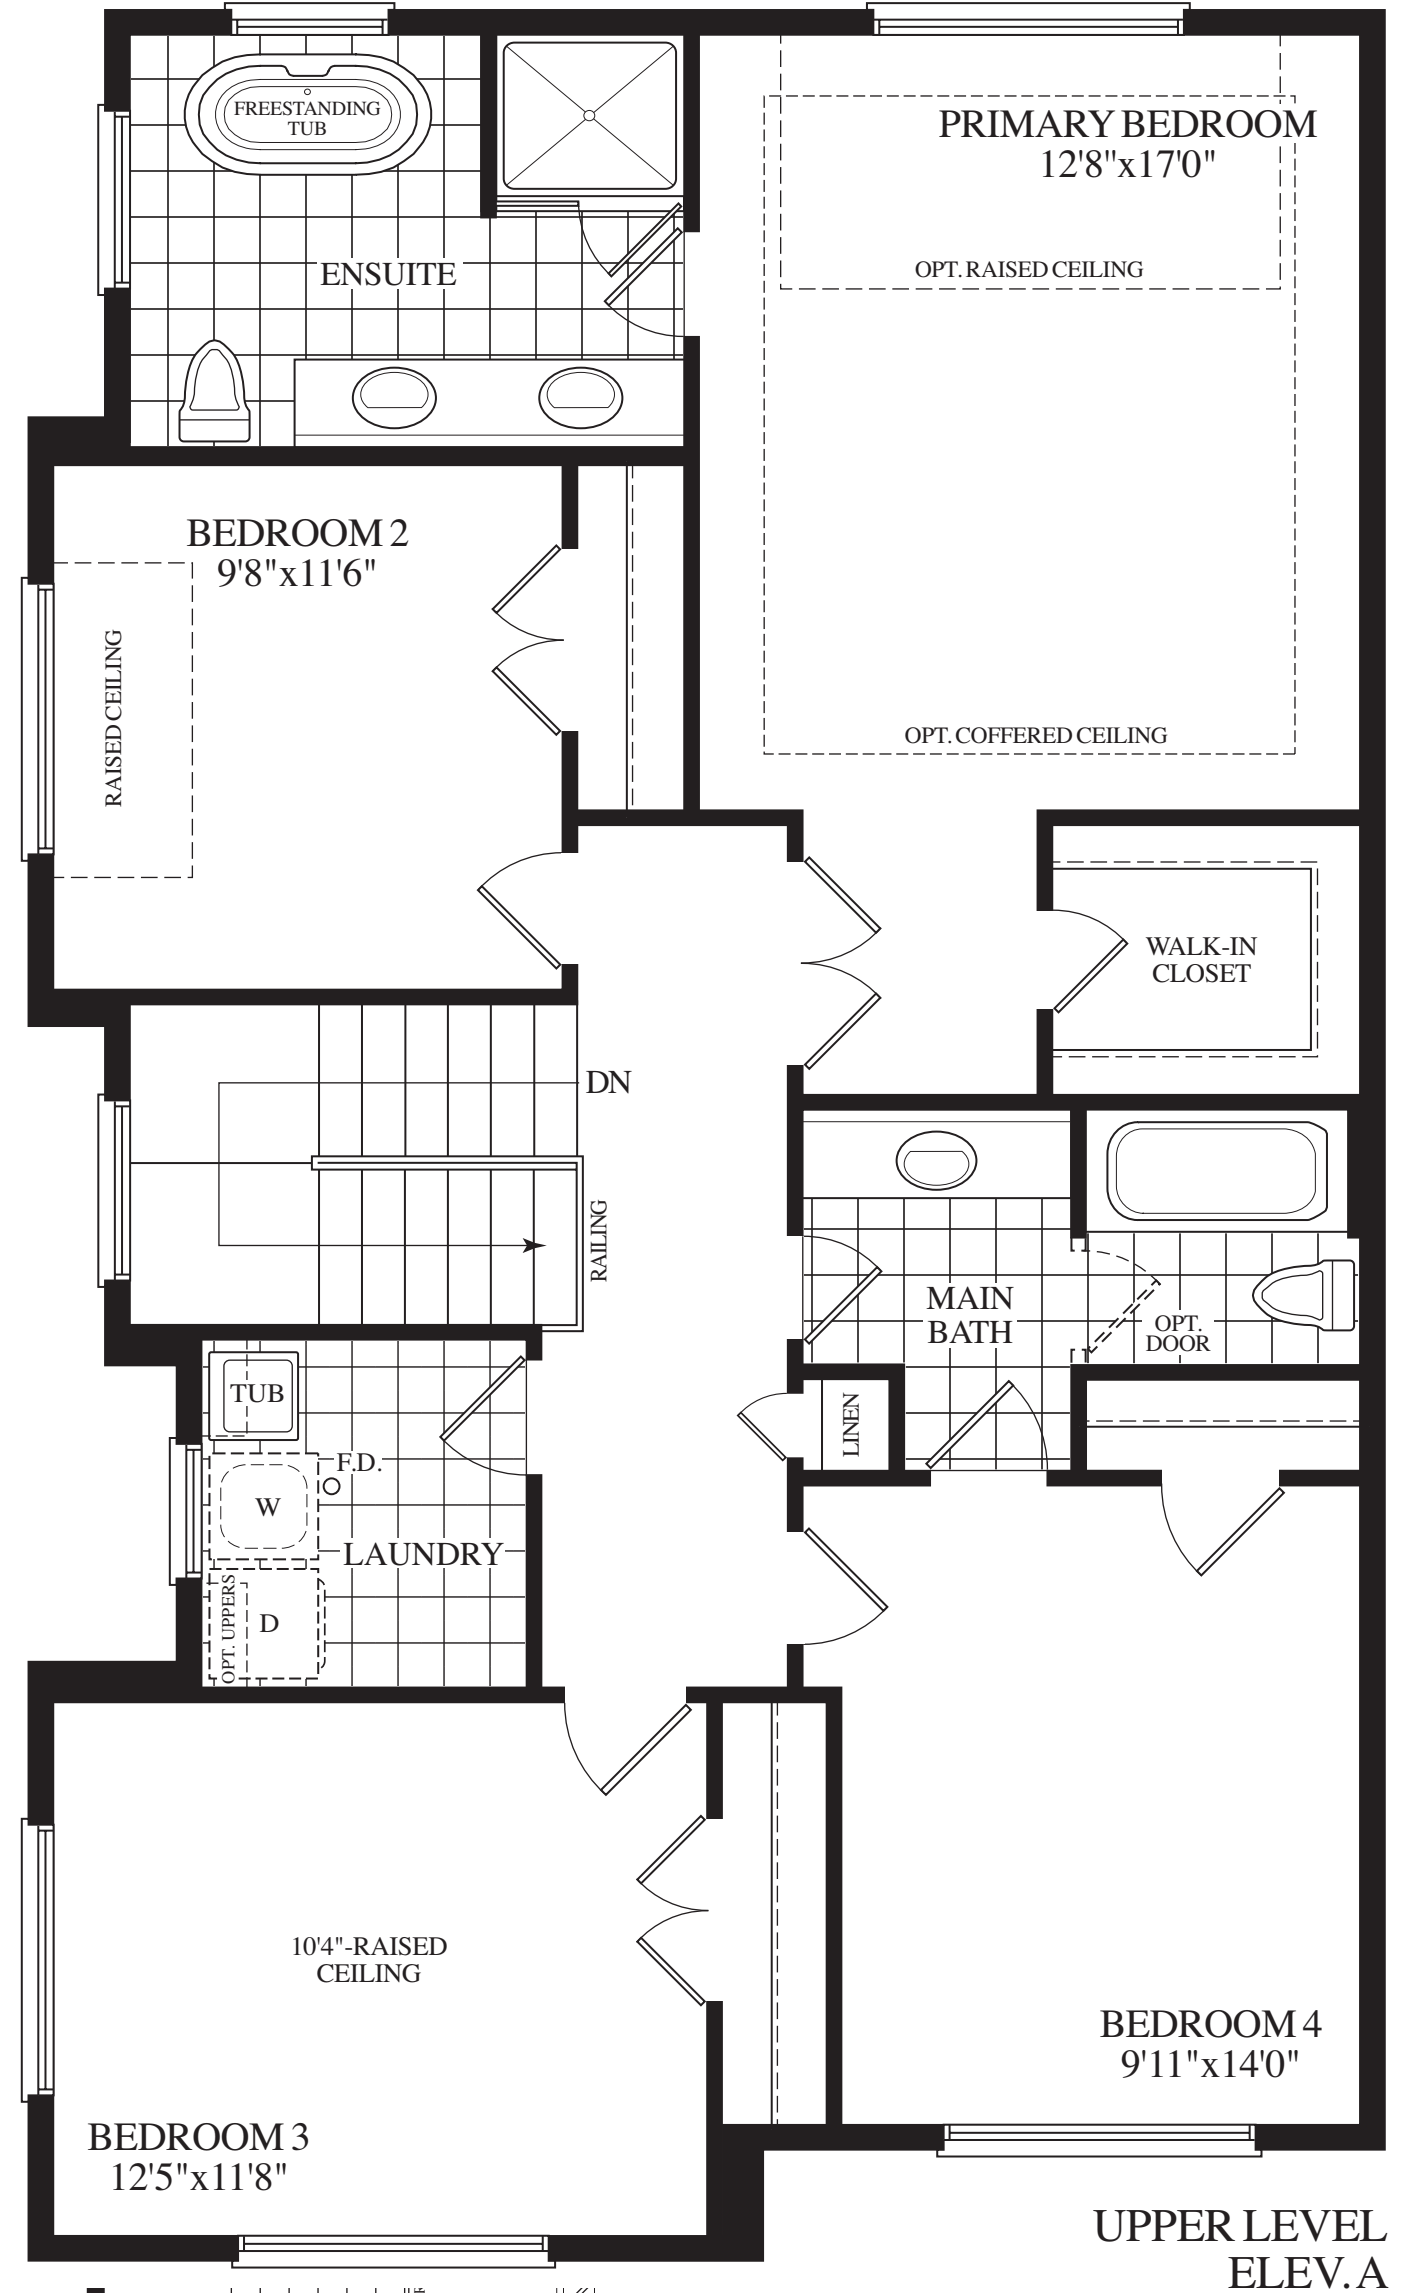 FREESTANDING
TUB
PRIMARY BEDROOM
12'8"x17'0"
ENSUITE
OPT. RAISED CEILING
BEDROOM 2
9'8"x11'6"
RAISED CEILING
OPT. COFFERED CEILING
WALK-IN
CLOSET
DN
RAILING
MAIN
BATH
OPT.
DOOR
TUB
LINEN
F.D.
W
LAUNDRY
OPT. UPPERS
D
10'4"-RAISED
CEILING
BEDROOM 4
9'11"x14'0"
BEDROOM 3
12'5"x11'8"
UPPER LEVEL
ELEV. A